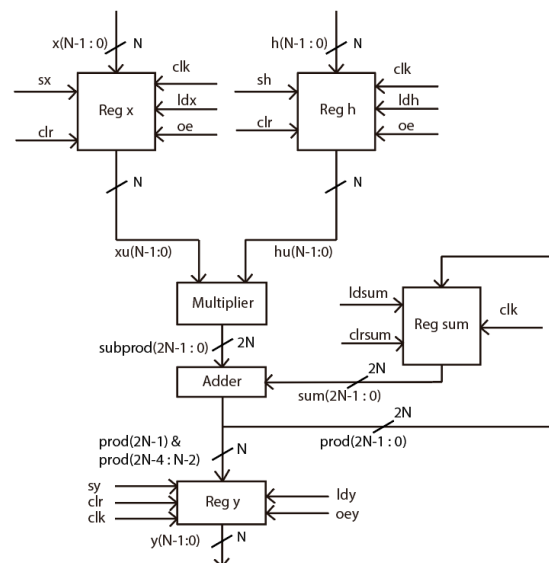 x(N-1 : 0)
N
h(N-1:0)
N
sx
clk
sh
clk
Reg x
ldx
Reg h
ldh
clr
oe
clr
oe
N
N
xu(N-1:0)
hu(N-1:0)
Multiplier
ldsum
Reg sum
clk
clrsum
subprod(2N-1 : 0)
2N
Adder
2N
sum(2N-1 : 0)
2N
prod(2N-1) &
prod(2N-4 : N-2)
N
prod(2N-1 : 0)
sy
clr
clk
Reg y
ldy
oey
y(N-1:0)
N